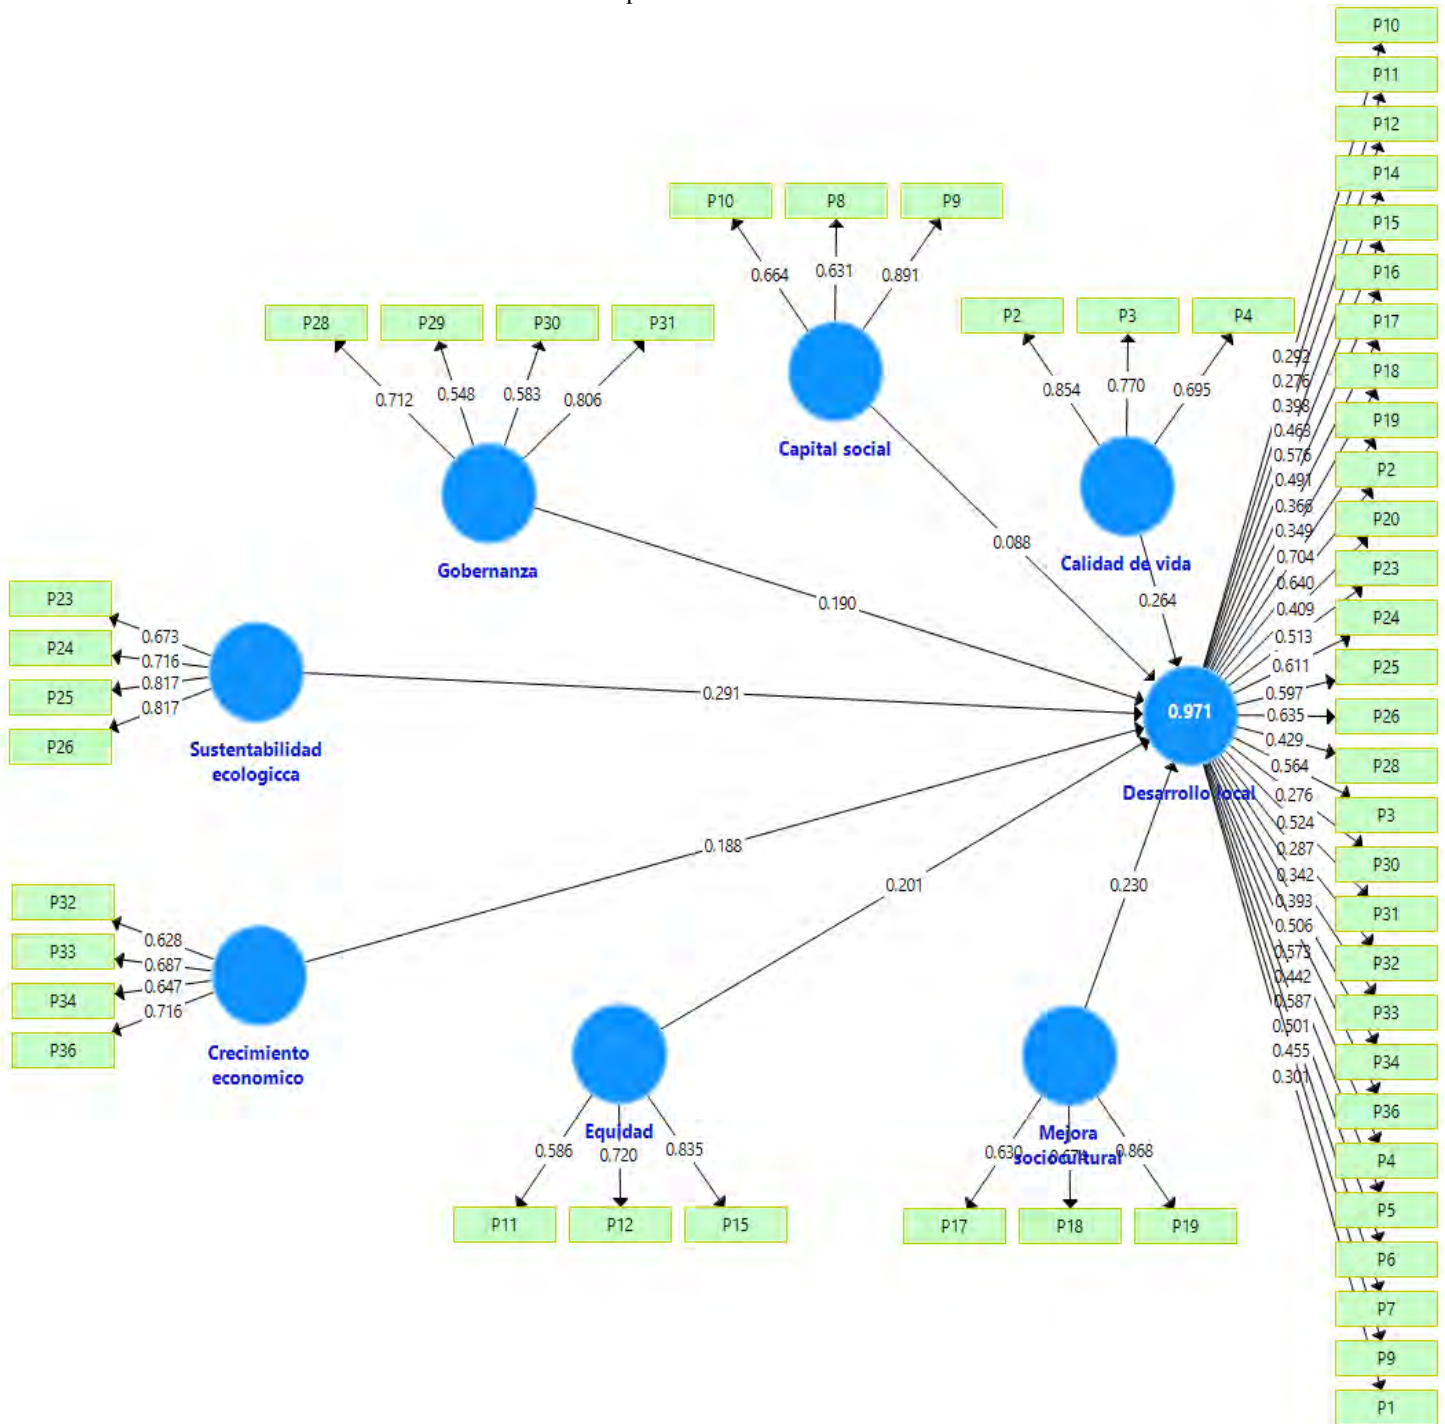 P10
P11
P12
P14
P15
P16
P17
P18
P19
P2
P20
P23
P24
P25
P26
P28
P3
P30
P31
P32
P33
P34
P36
P4
P5
P6
P7
P9
P1
0.292
0.276
0.398
0.463
0.576
0.491
0.366
0.349
0.704
0.640
0.409
0.513
0.611
0.597
0.635
0.429
0.564
0.276
0.524
0.287
0.342
0.393
0.506
0.573
0.442
0.587
0.501
0.455
0.301
P10 P8 P9
0.664 0.631 0.891
Capital social
0.088
P28 P29 P30 P31
0.712 0.548 0.583 0.806
Gobernanza
0.190
P2 P3 P4
0.854 0.770 0.695
Calidad de vida
0.264
P23
P24
P25
P26
0.673
0.716
0.817
0.817
Sustentabilidad
ecologicca
0.291
0.971
Desarrollo local
P32
P33
P34
P36
0.628
0.687
0.647
0.716
Crecimiento
economico
0.188
0.201
0.230
Equidad
0.586 0.720 0.835
P11 P12 P15
Mejora
sociocultural
0.630 0.868
P17 P18 P19